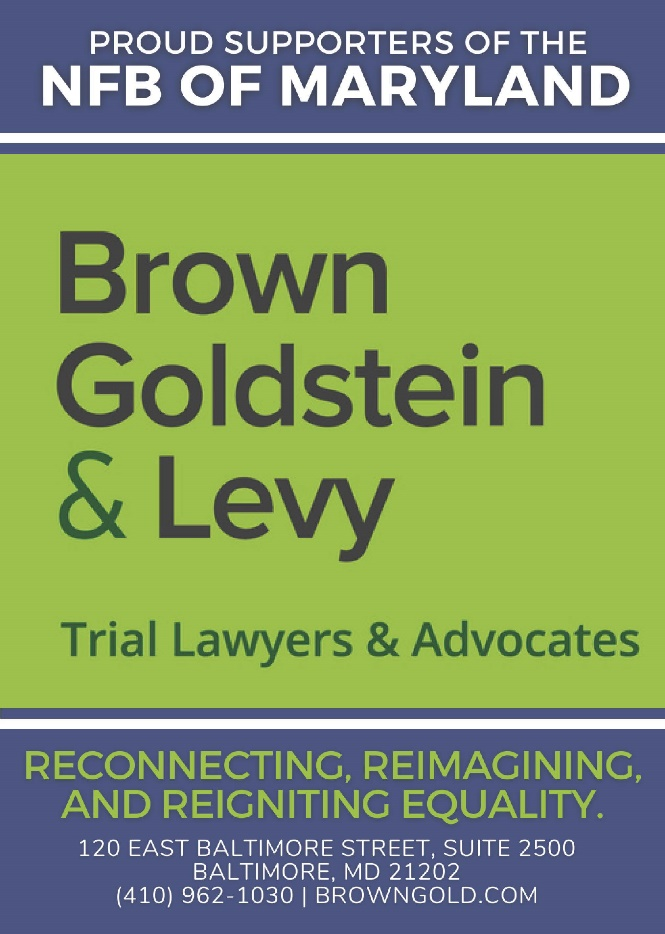 PROUD SUPPORTERS OF THE
NFB OF MARYLAND
Brown
Goldstein
& Levy
Trial Lawyers & Advocates
RECONNECTING, REIMAGINING,
AND REIGNITING EQUALITY.
120 EAST BALTIMORE STREET, SUITE 2500
BALTIMORE, MD 21202
(410) 962-1030 | BROWNGOLD.COM